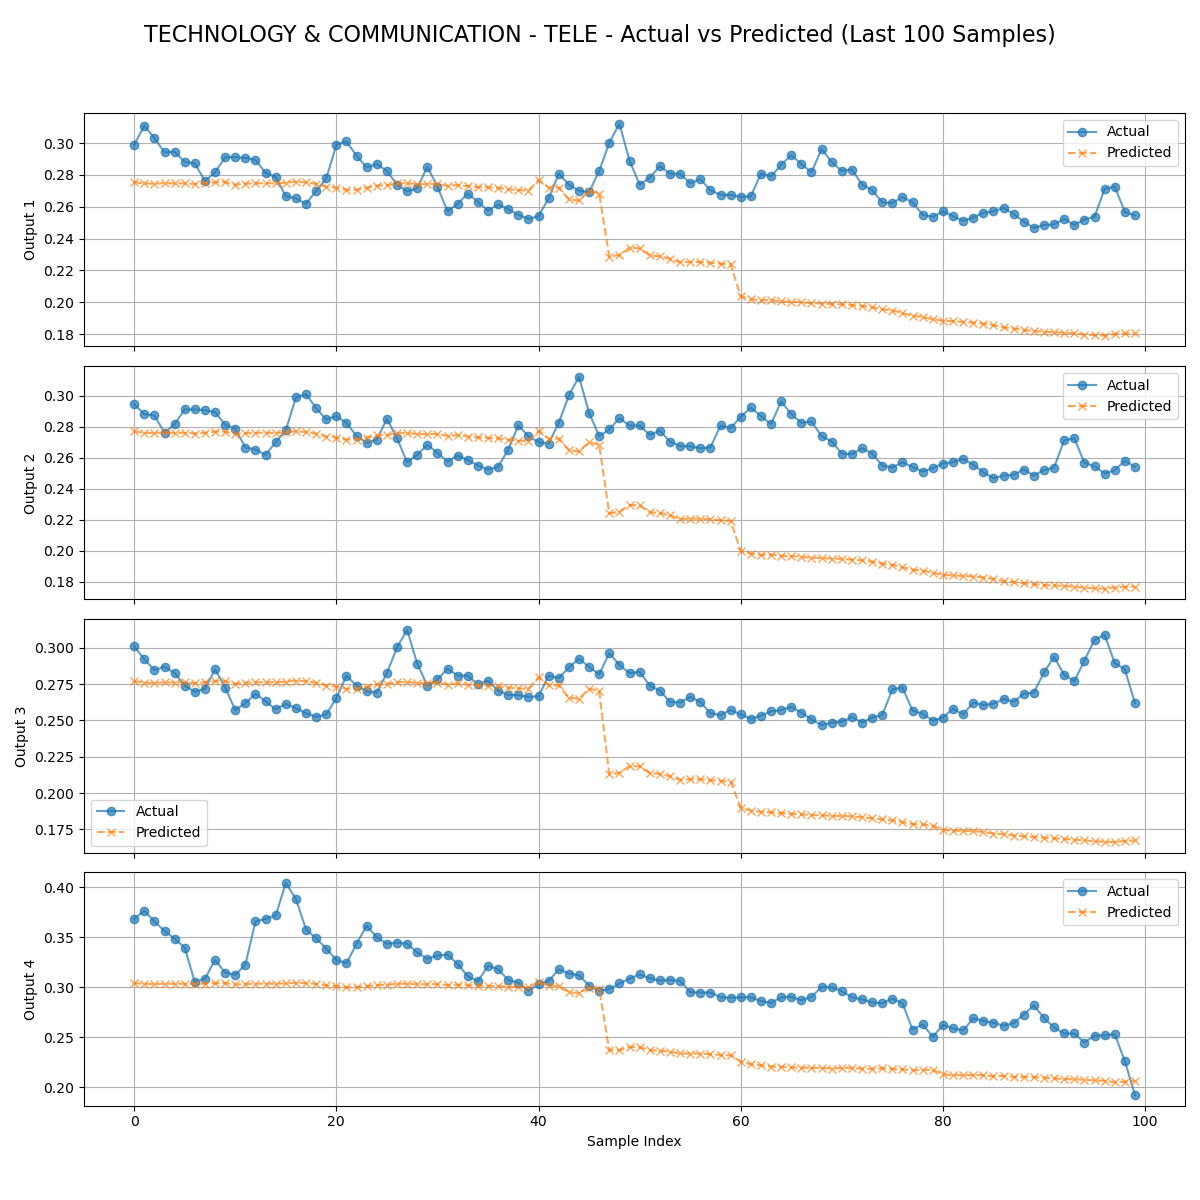 TECHNOLOGY & COMMUNICATION - TELE - Actual vs Predicted (Last 100 Samples)
Output 1
0.30
0.28
0.26
0.24
0.22
0.20
0.18
Actual
Predicted
Output 2
0.30
0.28
0.26
0.24
0.22
0.20
0.18
Actual
Predicted
Output 3
0.300
0.275
0.250
0.225
0.200
0.175
Actual
Predicted
Output 4
0.40
0.35
0.30
0.25
0.20
Actual
Predicted
0 20 40 60 80 100
Sample Index